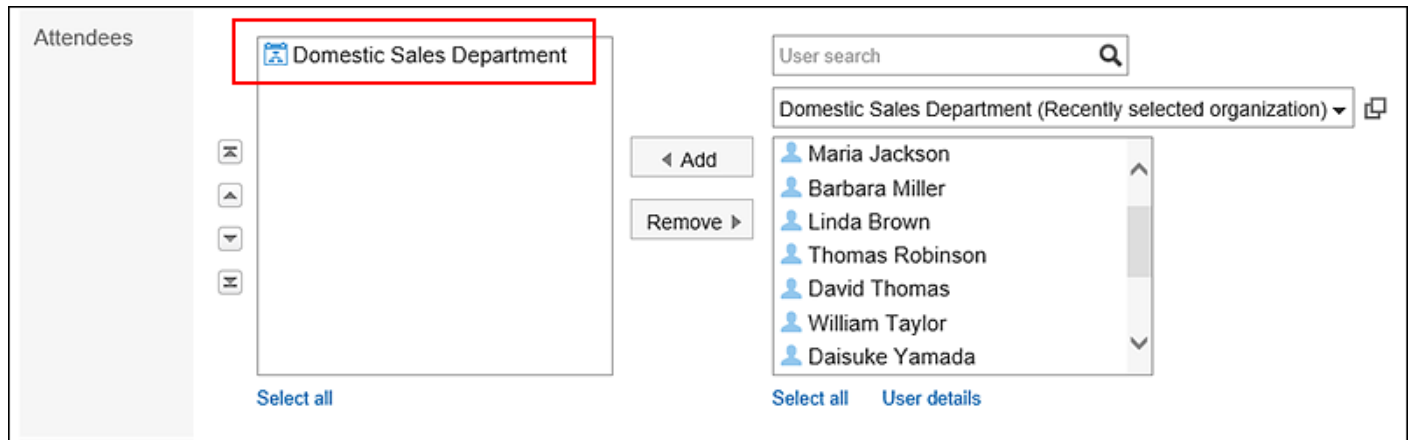 Attendees
Domestic Sales Department
User search
Domestic Sales Department (Recently selected organization)
Add
Remove
Maria Jackson
Barbara Miller
Linda Brown
Thomas Robinson
David Thomas
William Taylor
Daisuke Yamada
Select all
Select all User details